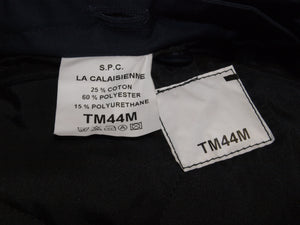 S.P.C.
LA CALAISIENNE
25 % COTON
60 % POLYESTER
15 % POLYURETHANE
TM44M
TM44M